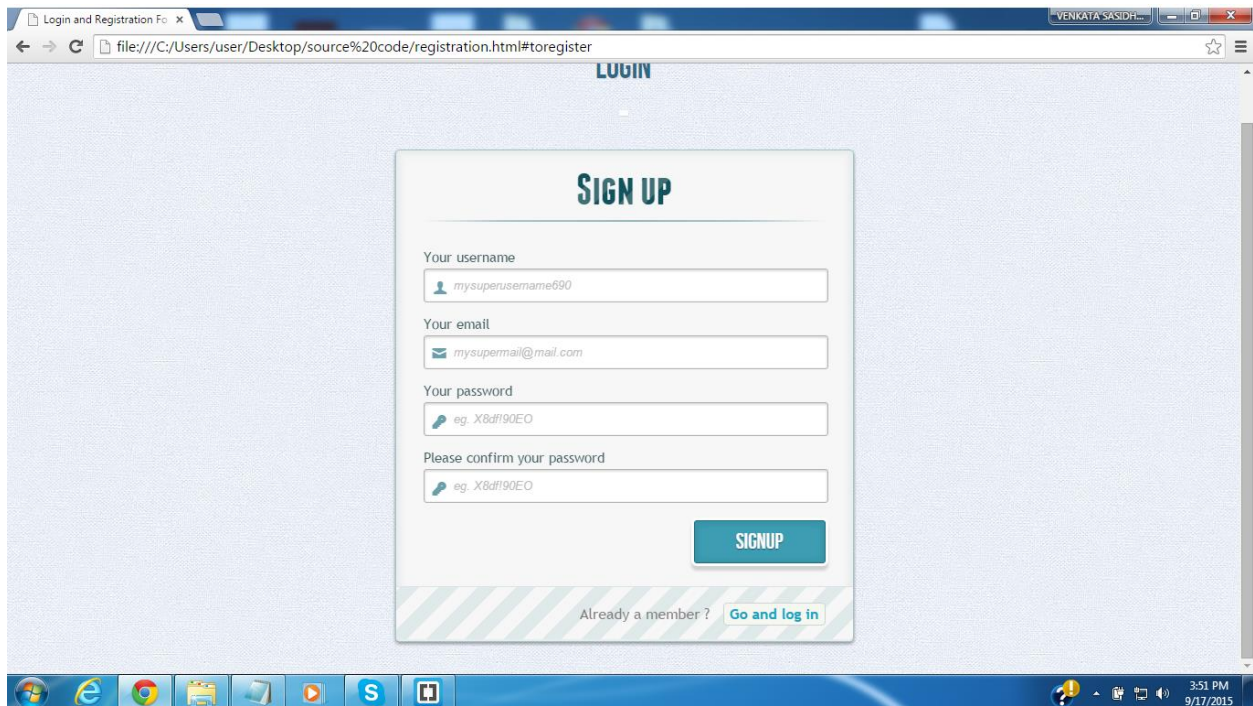 Login and Registration Fo
VENKATA SASIDH...
file:///C:/Users/user/Desktop/source%20code/registration.html#toregister
LOGIN
SIGN UP
Your username
mysuperusername690
Your email
mysupermail@mail.com
Your password
eg. X8df!90EO
Please confirm your password
eg. X8df!90EO
SIGNUP
Already a member ? Go and log in
3:51 PM
9/17/2015